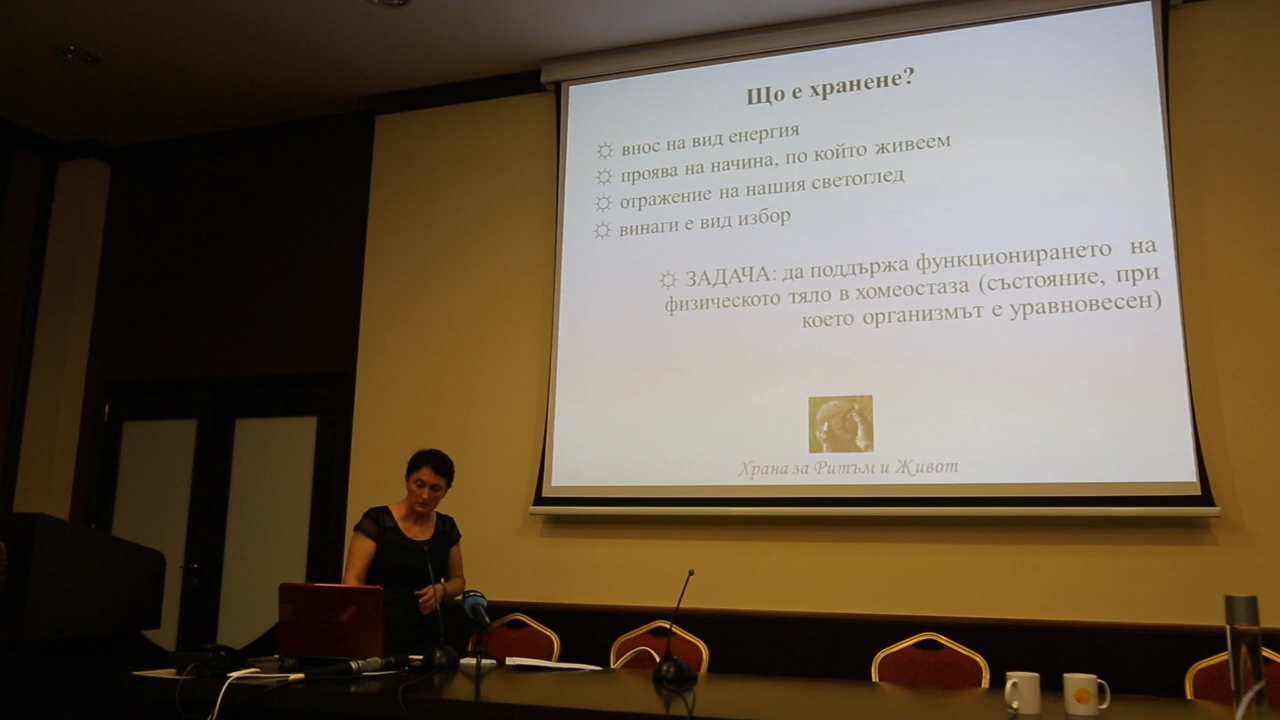 Що е хранене?
внос на вид енергия
проява на начина, по който живеем
отражение на нашия светоглед
винаги е вид избор
ЗАДАЧА: да поддържа функционирането на
физическото тяло в хомеостаза (състояние, при
което организмът е уравновесен)
Храна за Ритъм и Живот